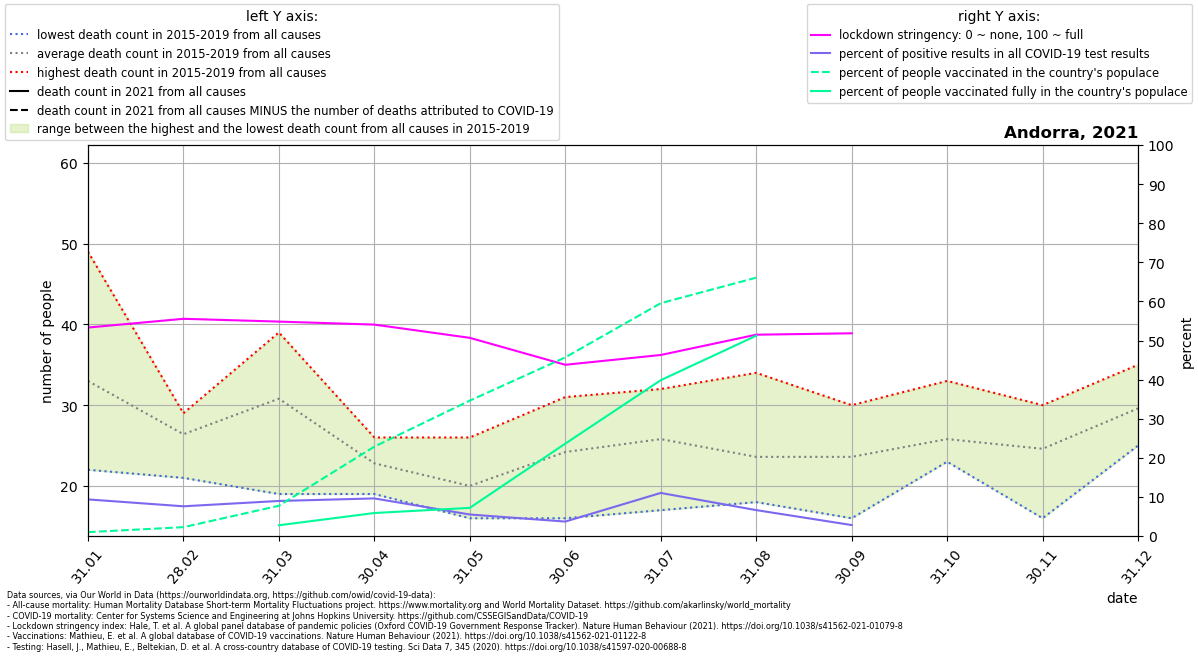 left Y axis:
lowest death count in 2015-2019 from all causes
average death count in 2015-2019 from all causes
highest death count in 2015-2019 from all causes
death count in 2021 from all causes
death count in 2021 from all causes MINUS the number of deaths attributed to COVID-19
range between the highest and the lowest death count from all causes in 2015-2019
right Y axis:
lockdown stringency: 0 ~ none, 100 ~ full
percent of positive results in all COVID-19 test results
percent of people vaccinated in the country's populace
percent of people vaccinated fully in the country's populace
Andorra, 2021
60
50
40
30
20
number of people
100
90
80
70
60
50
40
30
20
10
0
percent
31.01
28.02
31.03
30.04
31.05
30.06
31.07
31.08
30.09
31.10
30.11
31.12
date
Data sources, via Our World in Data (https://ourworldindata.org, https://github.com/owid/covid-19-data):
- All-cause mortality: Human Mortality Database Short-term Mortality Fluctuations project. https://www.mortality.org and World Mortality Dataset. https://github.com/akarlinsky/world_mortality
- COVID-19 mortality: Center for Systems Science and Engineering at Johns Hopkins University. https://github.com/CSSEGISandData/COVID-19
- Lockdown stringency index: Hale, T. et al. A global panel database of pandemic policies (Oxford COVID-19 Government Response Tracker). Nature Human Behaviour (2021). https://doi.org/10.1038/s41562-021-01079-8
- Vaccinations: Mathieu, E. et al. A global database of COVID-19 vaccinations. Nature Human Behaviour (2021). https://doi.org/10.1038/s41562-021-01122-8
- Testing: Hasell, J., Mathieu, E., Beltekian, D. et al. A cross-country database of COVID-19 testing. Sci Data 7, 345 (2020). https://doi.org/10.1038/s41597-020-00688-8